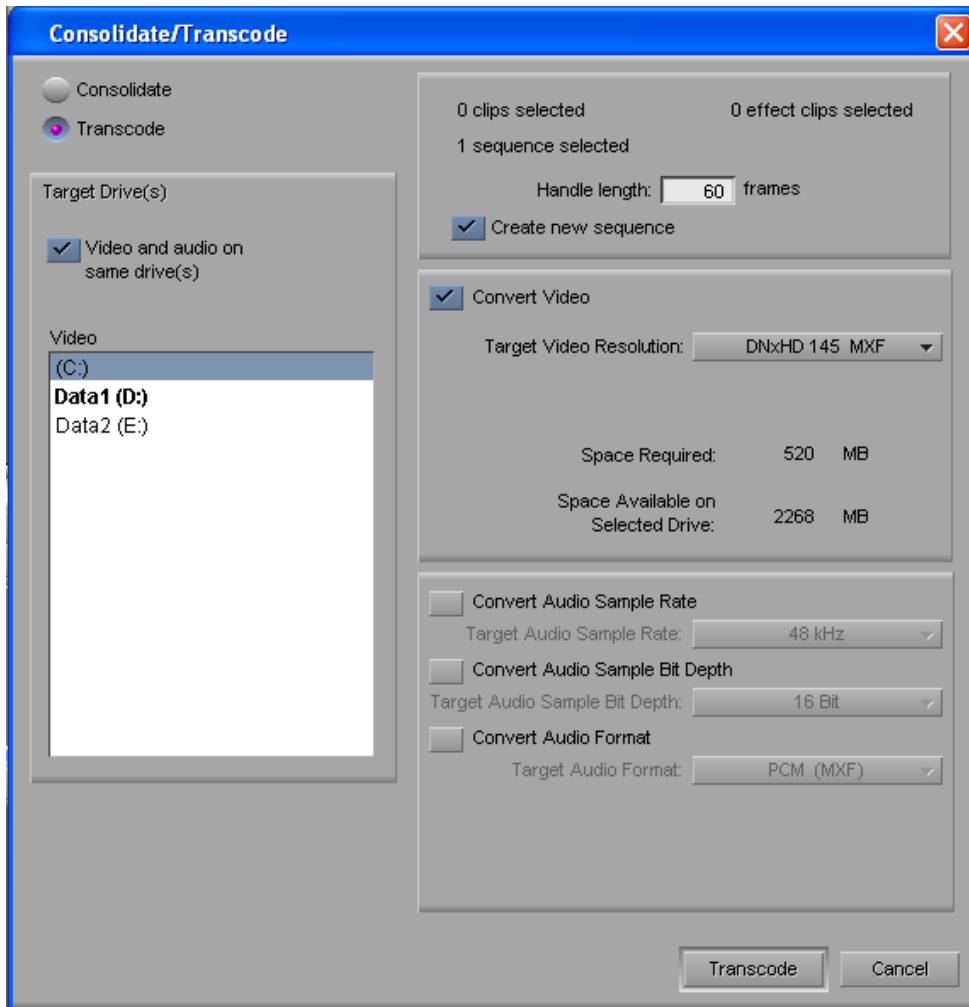 Consolidate/Transcode
Consolidate
Transcode
Target Drive(s)
Video and audio on
same drive(s)
Video
(C:)
Data1 (D:)
Data2 (E:)
0 clips selected 0 effect clips selected
1 sequence selected
Handle length: 60 frames
Create new sequence
Convert Video
Target Video Resolution: DNxHD 145 MXF
Space Required: 520 MB
Space Available on
Selected Drive: 2268 MB
Convert Audio Sample Rate
Target Audio Sample Rate: 48 kHz
Convert Audio Sample Bit Depth
Target Audio Sample Bit Depth: 16 Bit
Convert Audio Format
Target Audio Format: PCM (MXF)
Transcode Cancel